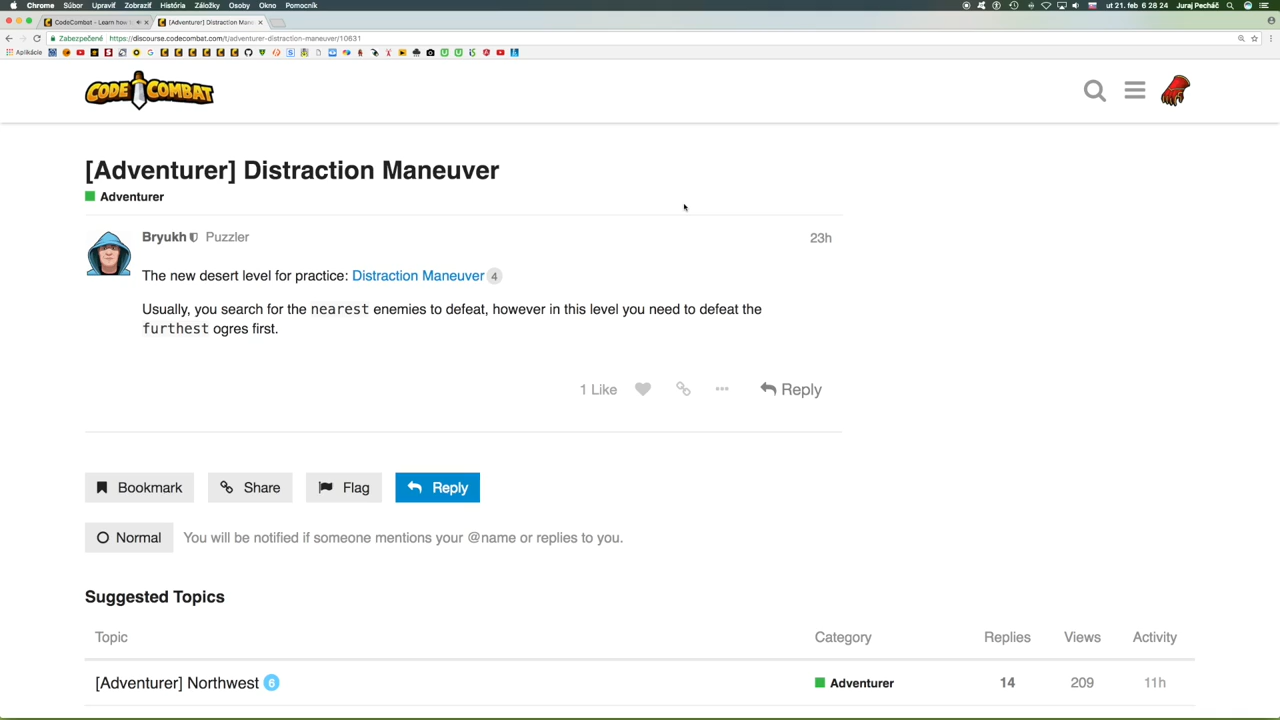 Chrome Súbor Upraviť Zobraziť História Záložky Osoby Okno Pomocník
ut 21. feb 6 28 24 Juraj Pecháč
CodeCombat - Learn how t
[Adventurer] Distraction Mane
Zabezpečené https://discourse.codecombat.com/t/adventurer-distraction-maneuver/10631
Aplikácie
CODE COMBAT
[Adventurer] Distraction Maneuver
Adventurer
Bryukh Puzzler 23h
The new desert level for practice: Distraction Maneuver 4
Usually, you search for the nearest enemies to defeat, however in this level you need to defeat the
furthest ogres first.
1 Like Reply
Bookmark Share Flag Reply
Normal You will be notified if someone mentions your @name or replies to you.
Suggested Topics
Topic Category Replies Views Activity
[Adventurer] Northwest 6 Adventurer 14 209 11h